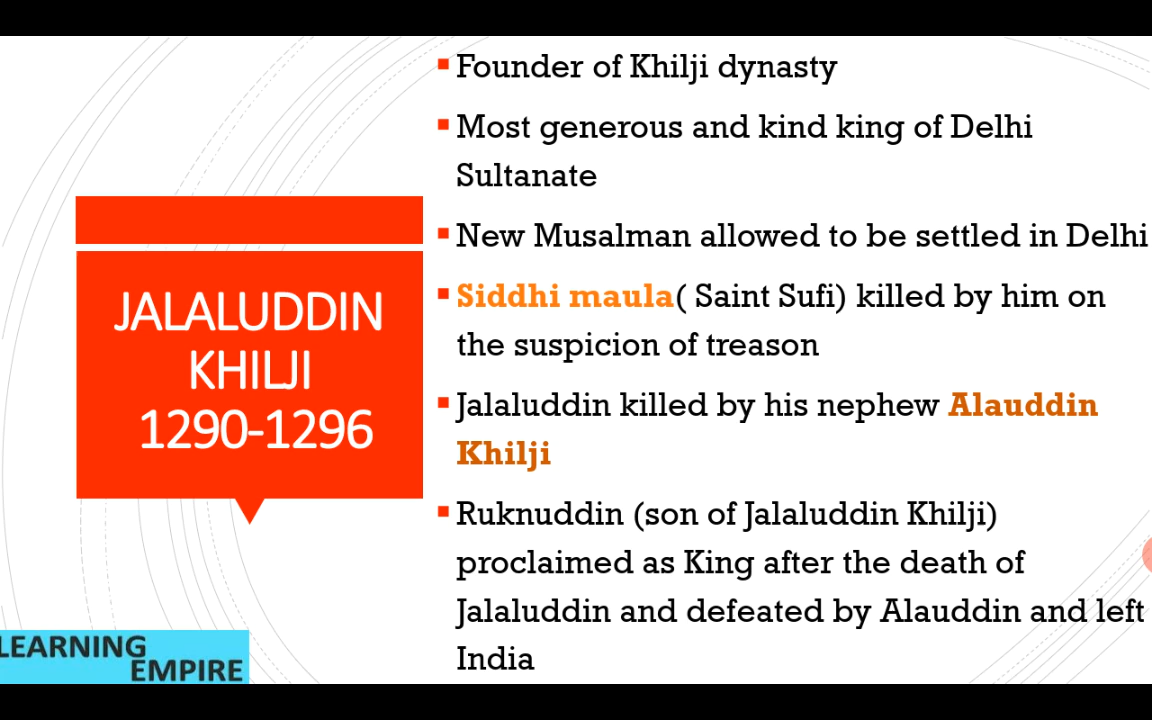 Founder of Khilji dynasty
Most generous and kind king of Delhi
Sultanate
New Musalman allowed to be settled in Delhi
Siddhi maula( Saint Sufi) killed by him on
the suspicion of treason
Jalaluddin killed by his nephew Alauddin
Khilji
Ruknuddin (son of Jalaluddin Khilji)
proclaimed as King after the death of
Jalaluddin and defeated by Alauddin and left
India
JALALUDDIN
KHILJI
1290-1296
LEARNING
EMPIRE